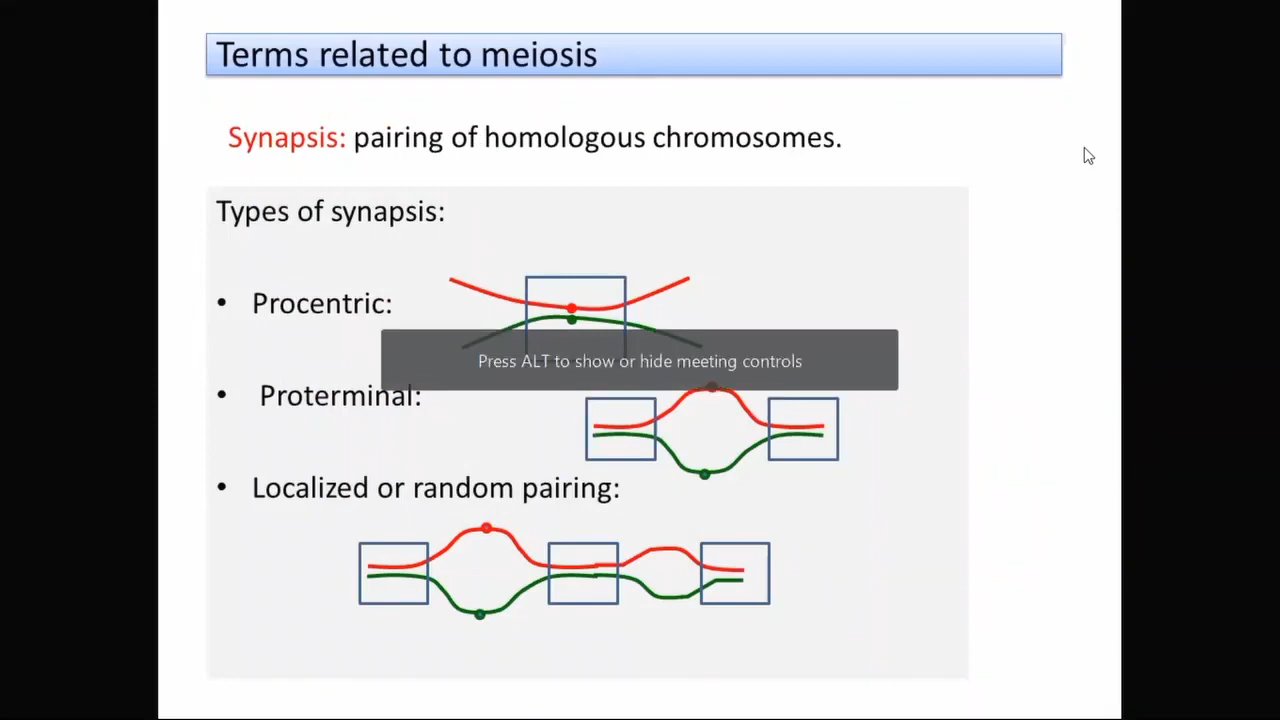 Terms related to meiosis
Synapsis: pairing of homologous chromosomes.
Types of synapsis:
• Procentric:
Press ALT to show or hide meeting controls
• Proterminal:
• Localized or random pairing: